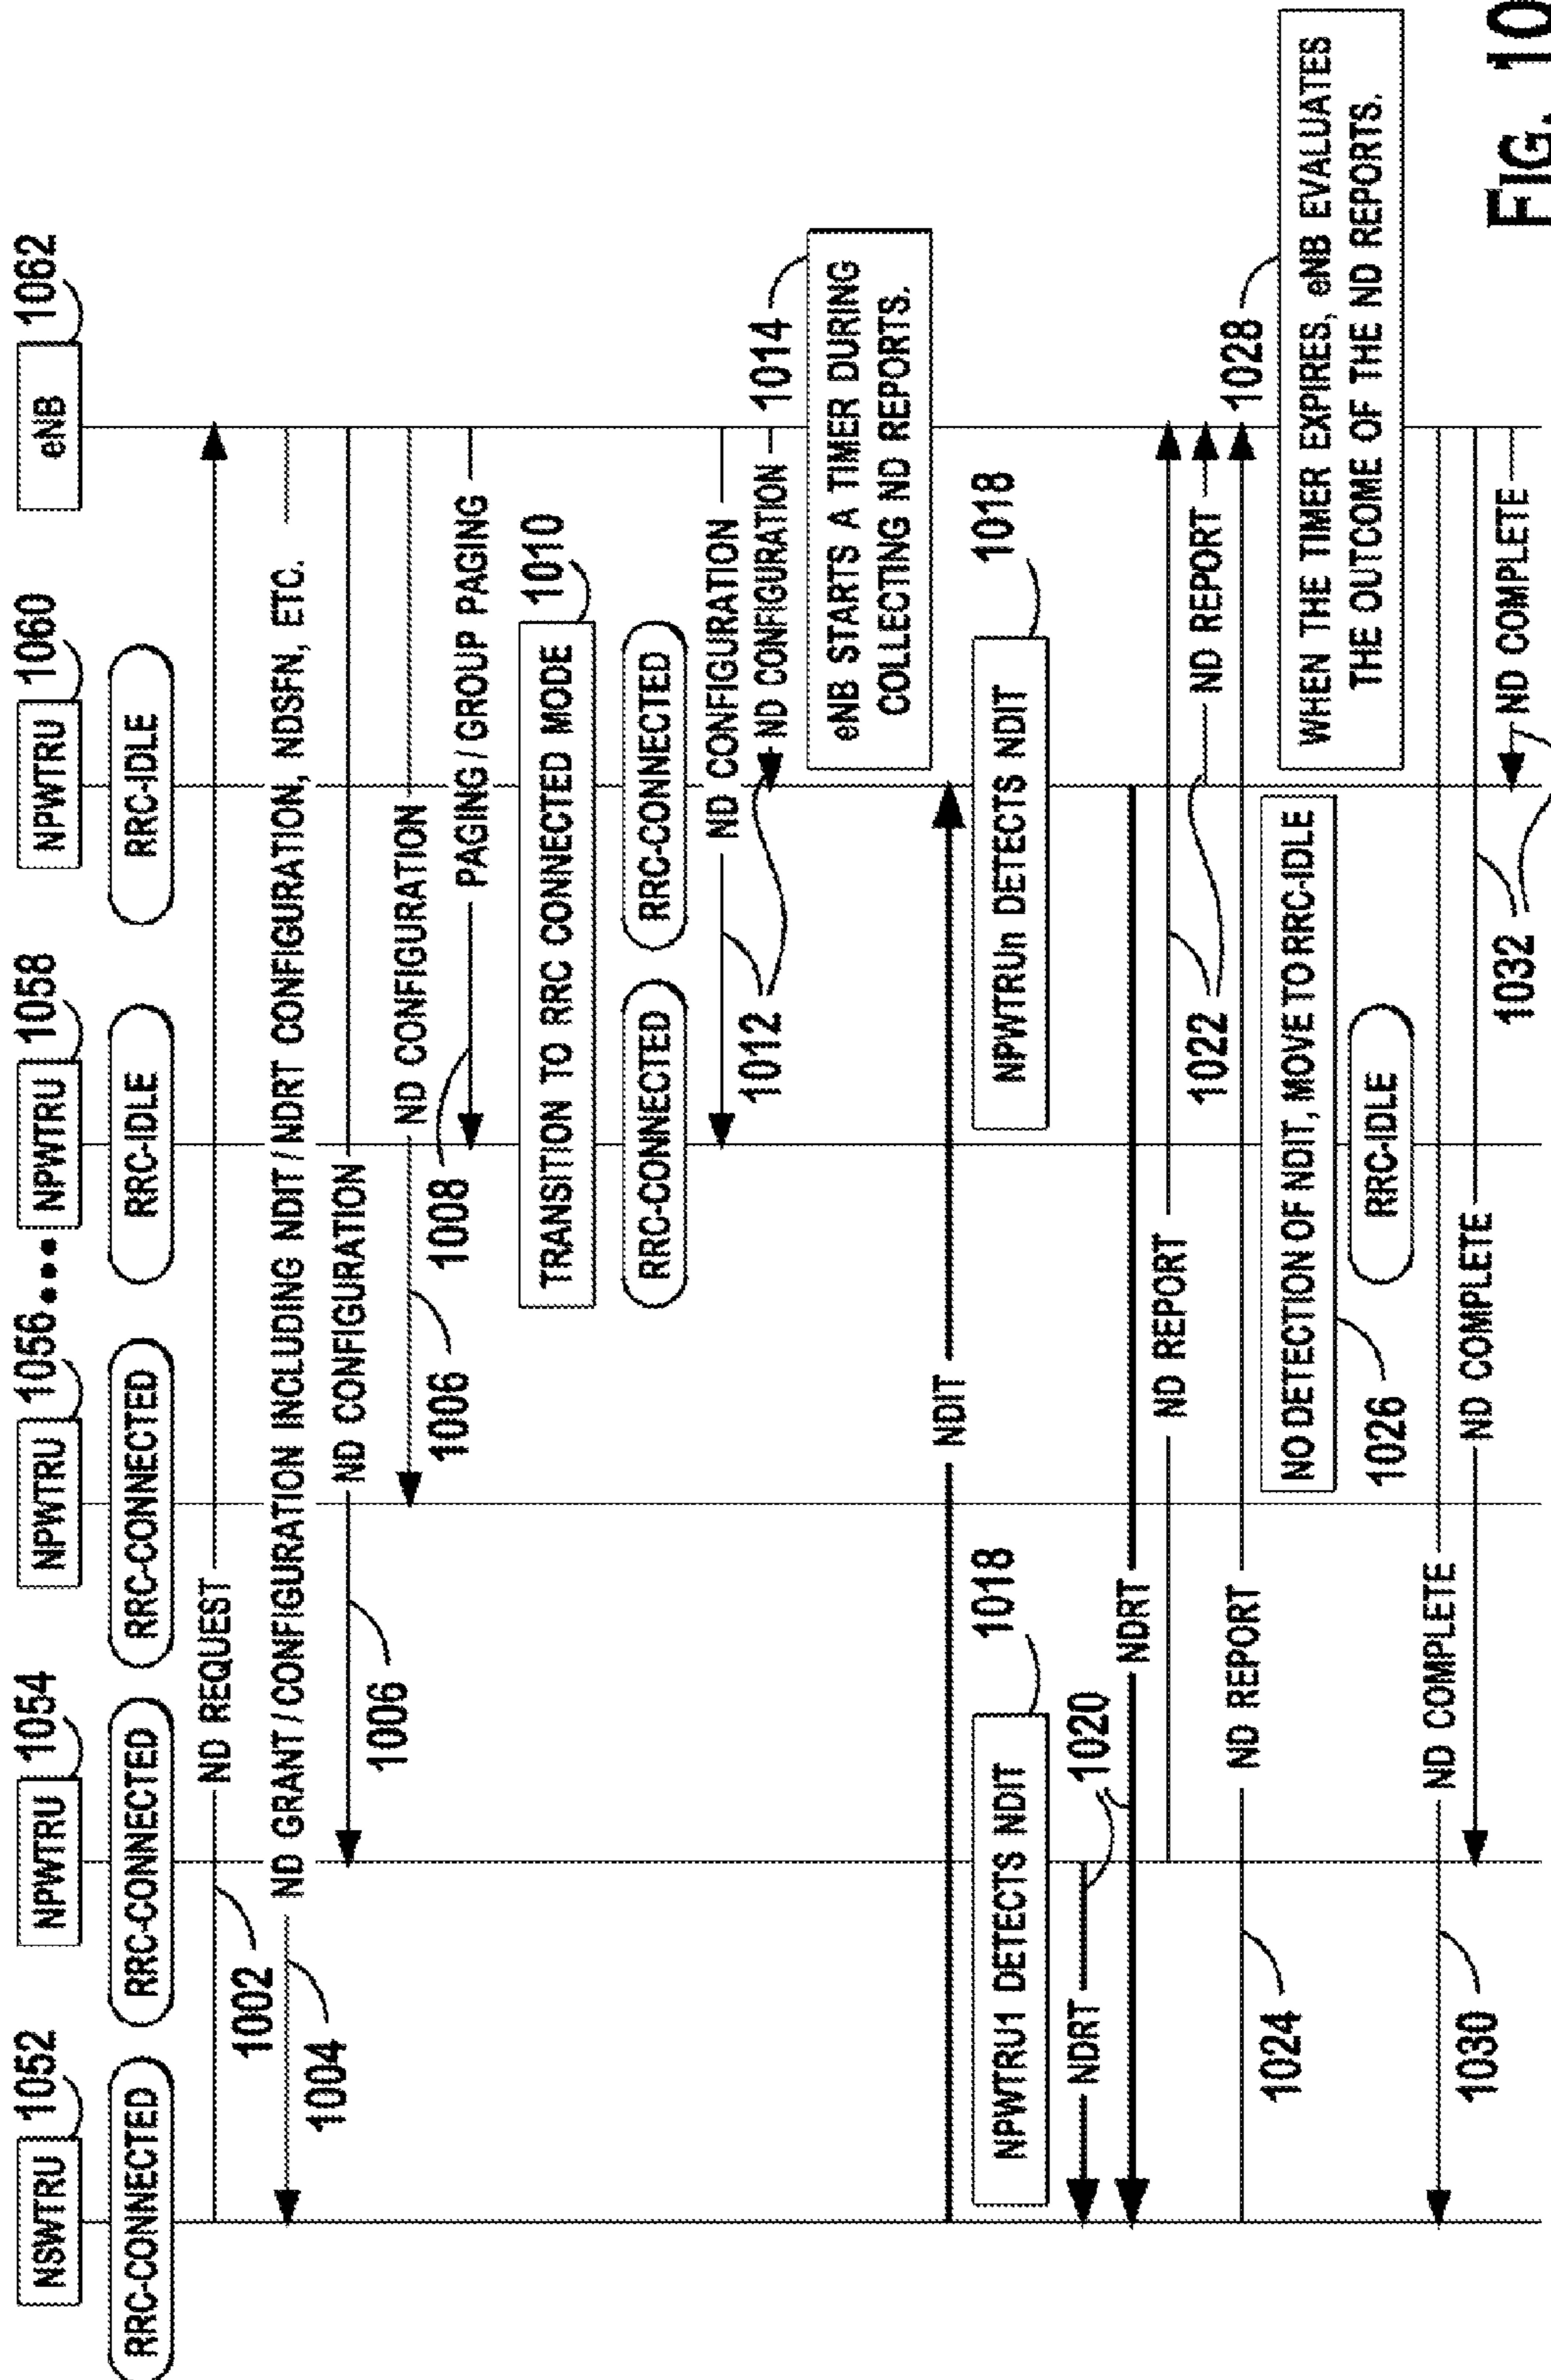 NSWTRU 1052
NPWTRU 1054
NPWTRU 1056
NPWTRU 1058
NPWTRU 1060
eNB 1062
RRC-CONNECTED
RRC-CONNECTED
RRC-CONNECTED
RRC-IDLE
RRC-IDLE
ND REQUEST
1002
ND GRANT/CONFIGURATION INCLUDING NDIT/NDRT CONFIGURATION, NDSFN, ETC.
1004
ND CONFIGURATION
1006
ND CONFIGURATION
1006
PAGING/GROUP PAGING
1008
TRANSITION TO RRC CONNECTED MODE
1010
RRC-CONNECTED
RRC-CONNECTED
ND CONFIGURATION
1012
ND CONFIGURATION
1014
eNB STARTS A TIMER DURING
COLLECTING ND REPORTS.
NDIT
NPWTRU1 DETECTS NDIT
1018
NPWTRUn DETECTS NDIT
1018
NDRT
1020
NDRT
ND REPORT
1022
ND REPORT
ND REPORT
1024
NO DETECTION OF NDIT, MOVE TO RRC-IDLE
1026
RRC-IDLE
1028
WHEN THE TIMER EXPIRES, eNB EVALUATES
THE OUTCOME OF THE ND REPORTS.
ND COMPLETE
1030
ND COMPLETE
1032
ND COMPLETE
FIG. 10